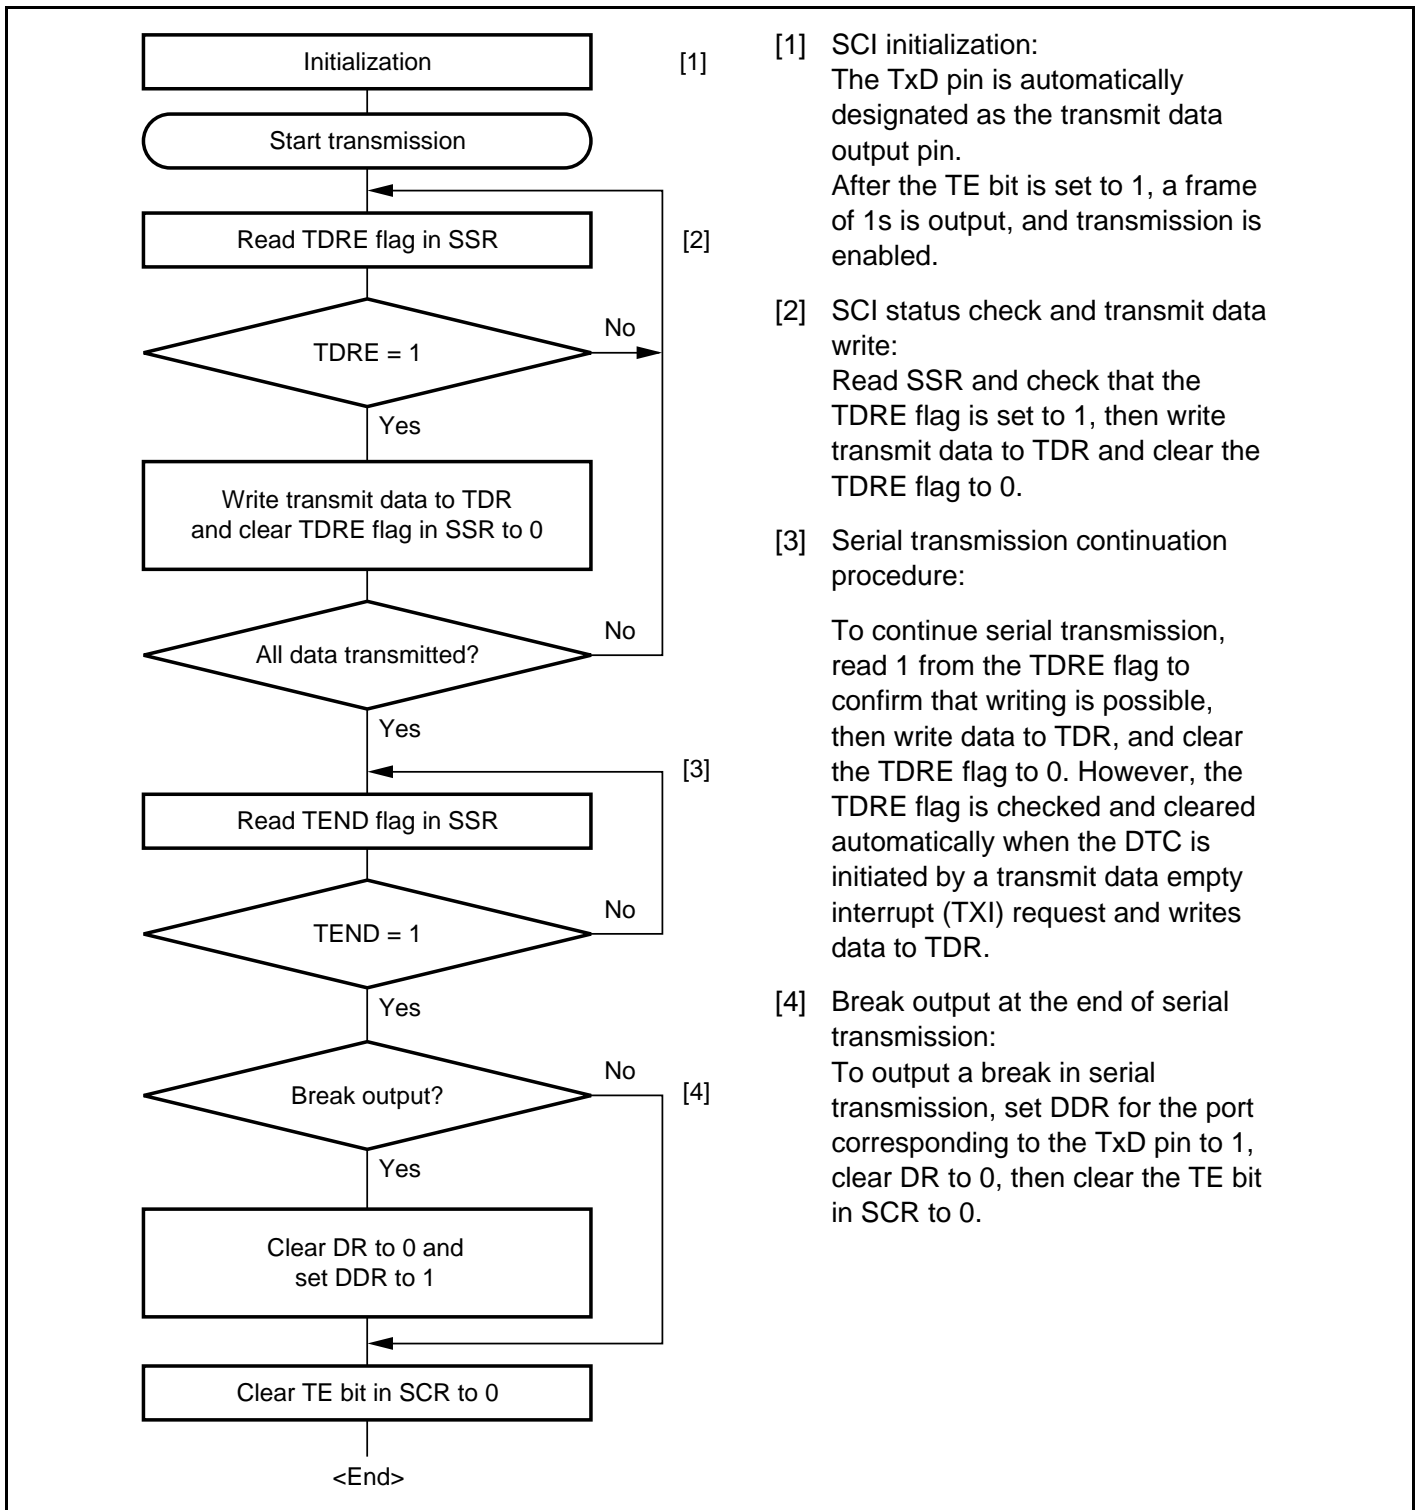 Initialization
[1]
Start transmission
Read TDRE flag in SSR
[2]
TDRE = 1
No
Yes
Write transmit data to TDR
and clear TDRE flag in SSR to 0
All data transmitted?
No
Yes
[3]
Read TEND flag in SSR
TEND = 1
No
Yes
Break output?
No
[4]
Yes
Clear DR to 0 and
set DDR to 1
Clear TE bit in SCR to 0
<End>
[1] SCI initialization:
The TxD pin is automatically
designated as the transmit data
output pin.
After the TE bit is set to 1, a frame
of 1s is output, and transmission is
enabled.
[2] SCI status check and transmit data
write:
Read SSR and check that the
TDRE flag is set to 1, then write
transmit data to TDR and clear the
TDRE flag to 0.
[3] Serial transmission continuation
procedure:
To continue serial transmission,
read 1 from the TDRE flag to
confirm that writing is possible,
then write data to TDR, and clear
the TDRE flag to 0. However, the
TDRE flag is checked and cleared
automatically when the DTC is
initiated by a transmit data empty
interrupt (TXI) request and writes
data to TDR.
[4] Break output at the end of serial
transmission:
To output a break in serial
transmission, set DDR for the port
corresponding to the TxD pin to 1,
clear DR to 0, then clear the TE bit
in SCR to 0.